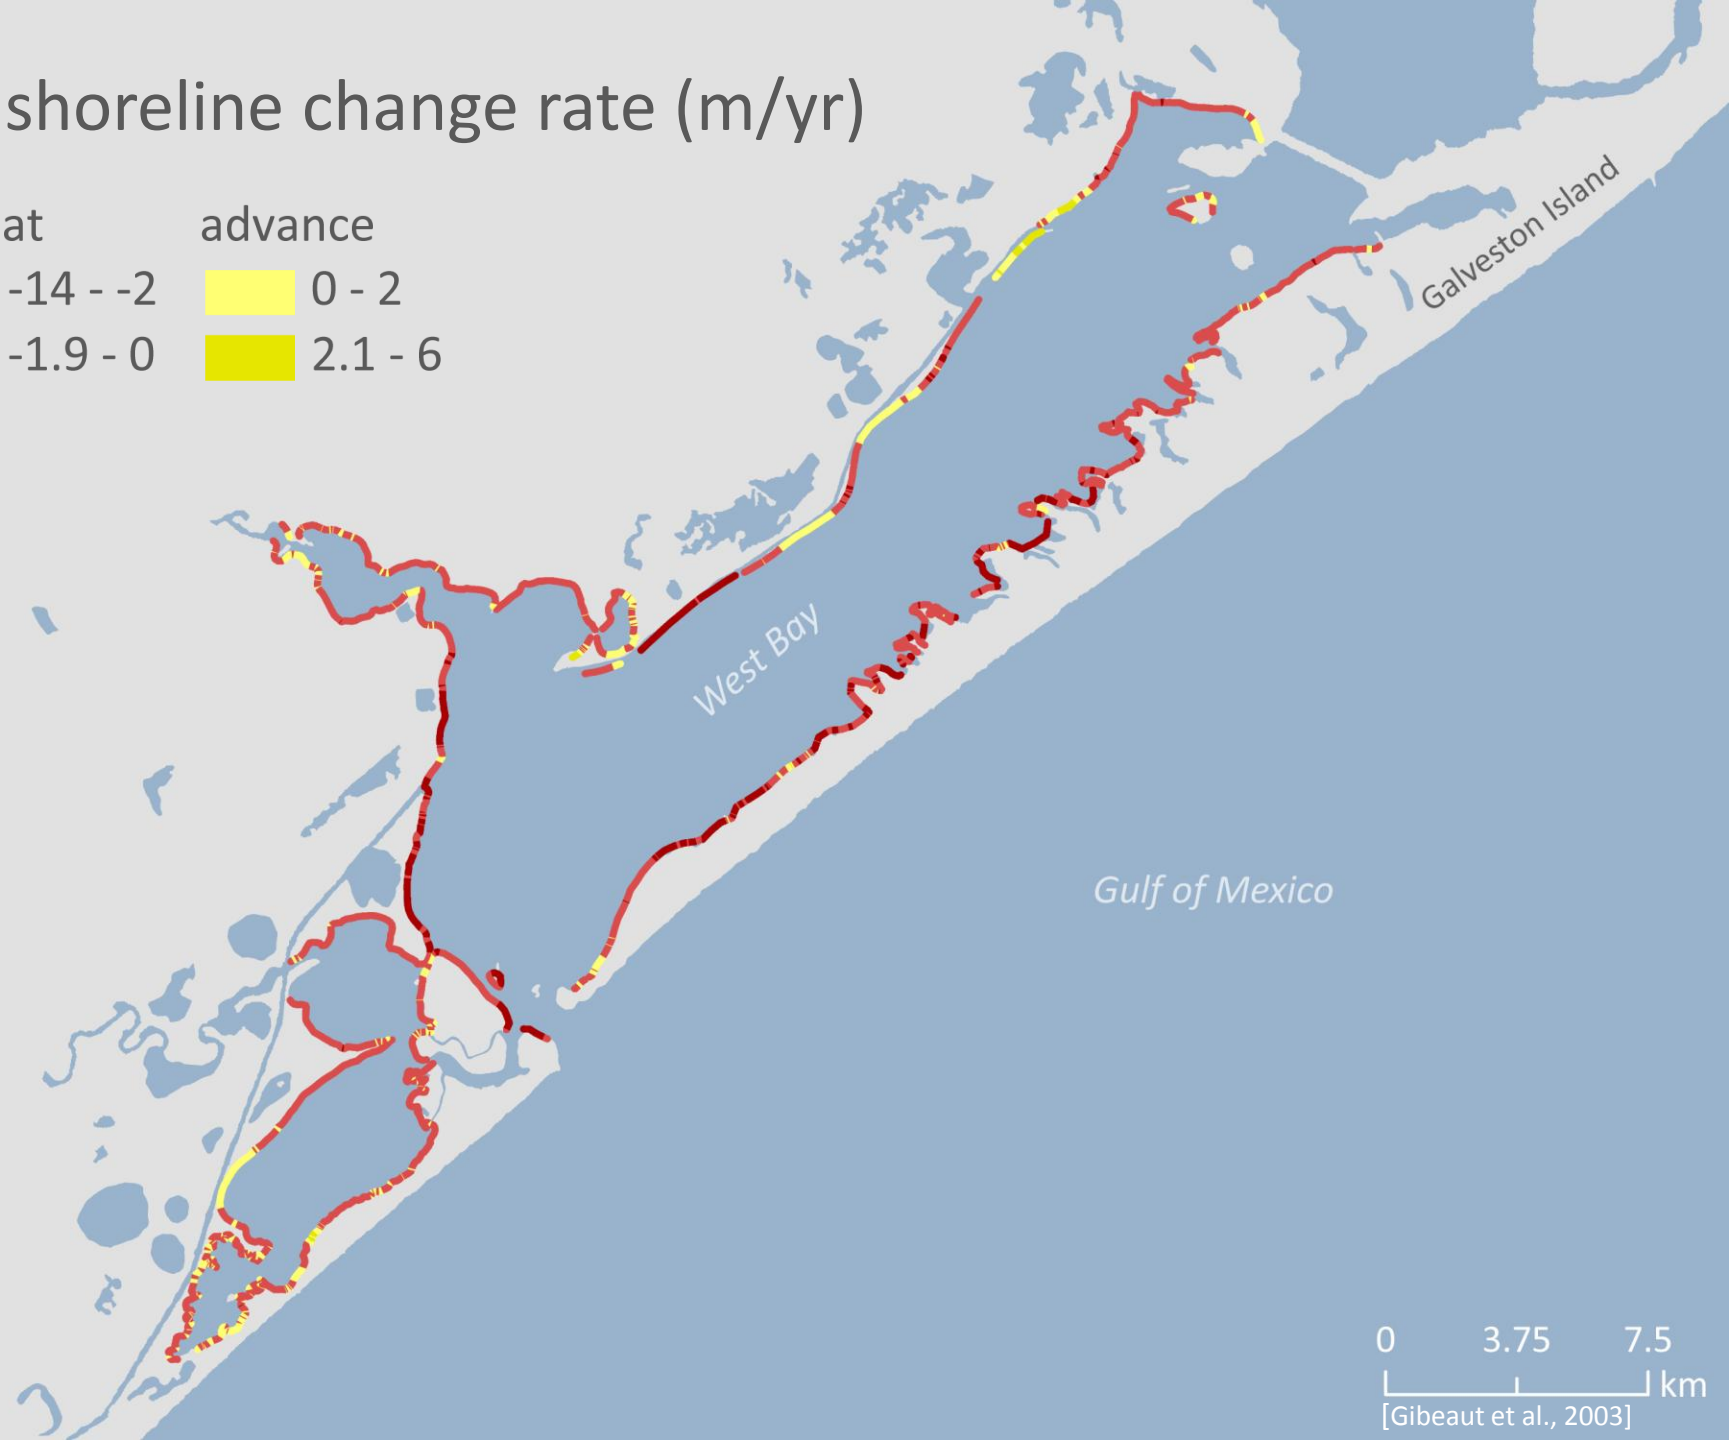 shoreline change rate (m/yr)
at advance
-14 - -2 0 - 2
-1.9 - 0 2.1 - 6
Galveston Island
West Bay
Gulf of Mexico
0 3.75 7.5
km
[Gibeaut et al., 2003]